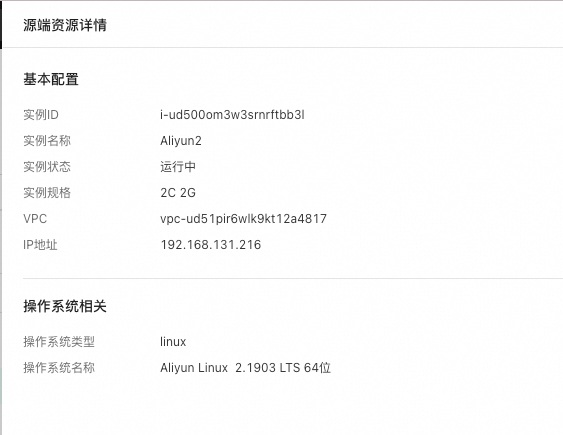 源端资源详情
基本配置
实例ID i-ud500om3w3srnrftbb3l
实例名称 Aliyun2
实例状态 运行中
实例规格 2C 2G
VPC vpc-ud51pir6wlk9kt12a4817
IP地址 192.168.131.216
操作系统相关
操作系统类型 linux
操作系统名称 Aliyun Linux 2.1903 LTS 64位